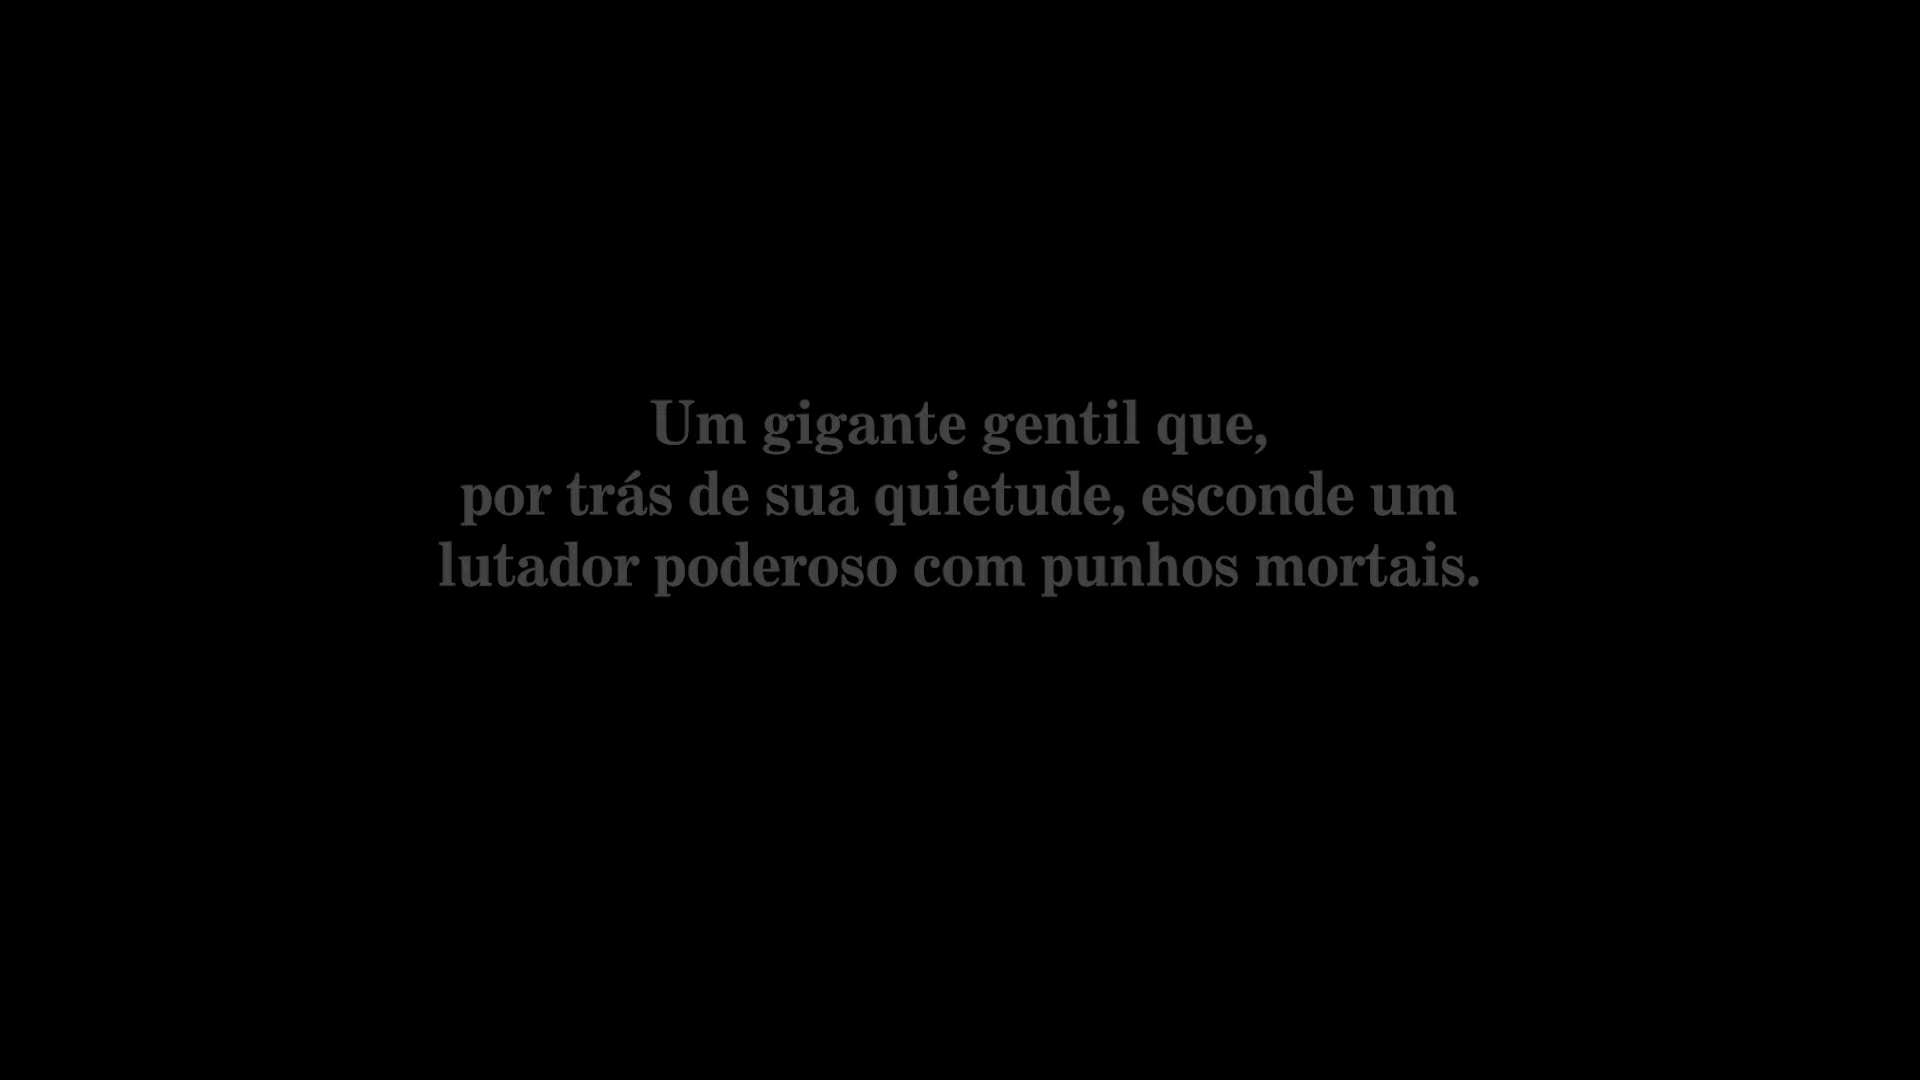 Um gigante gentil que,
por trás de sua quietude, esconde um
lutador poderoso com punhos mortais.